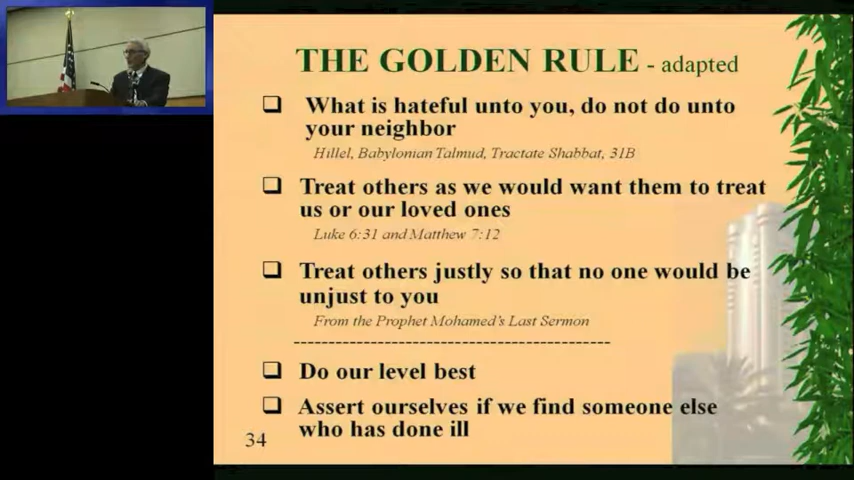 THE GOLDEN RULE - adapted
❑ What is hateful unto you, do not do unto
your neighbor
Hillel, Babylonian Talmud, Tractate Shabbat, 31B
❑ Treat others as we would want them to treat
us or our loved ones
Luke 6:31 and Matthew 7:12
❑ Treat others justly so that no one would be
unjust to you
From the Prophet Mohamed's Last Sermon
--------------------------------------------
❑ Do our level best
❑ Assert ourselves if we find someone else
who has done ill
34